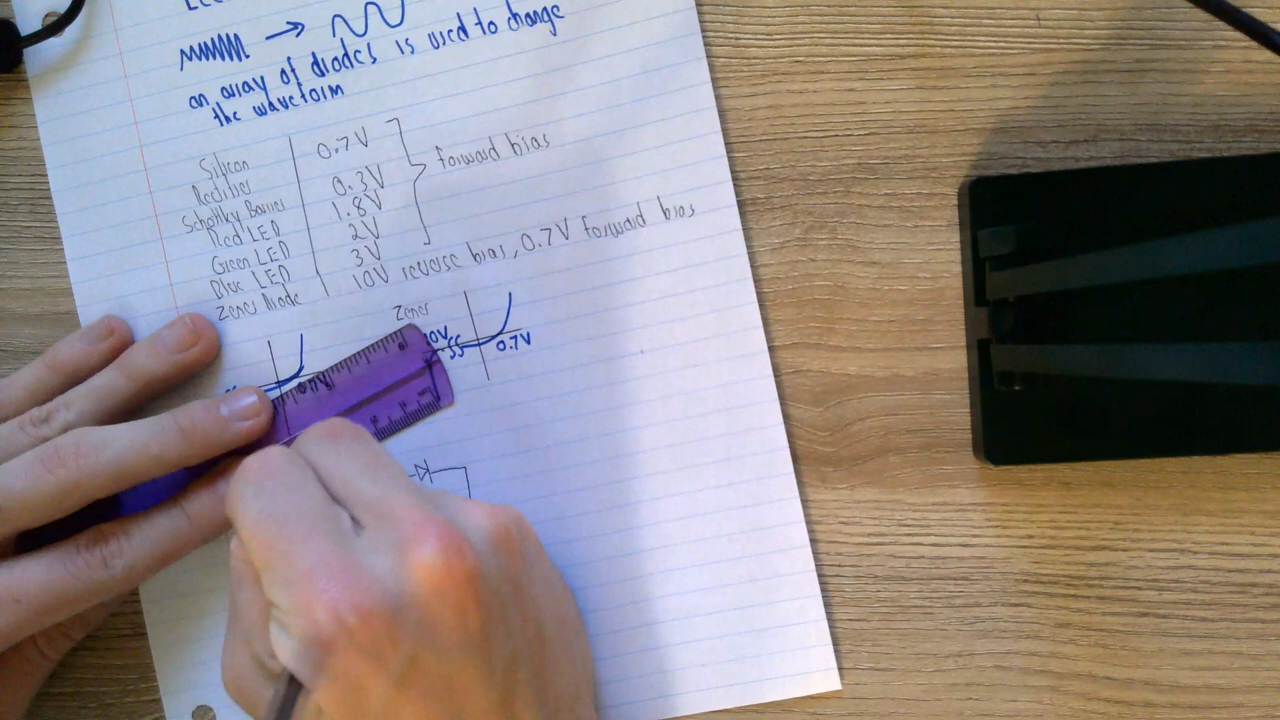 an array of diodes is used to change
the waveform
Silicon 0.7V
Rectifier
Schottky Barrier 0.3V
Red LED 1.8V
Green LED 2V
Blue LED 3V
Zener Diode 10V reverse bias, 0.7V forward bias
forward bias
Zener
0.7V